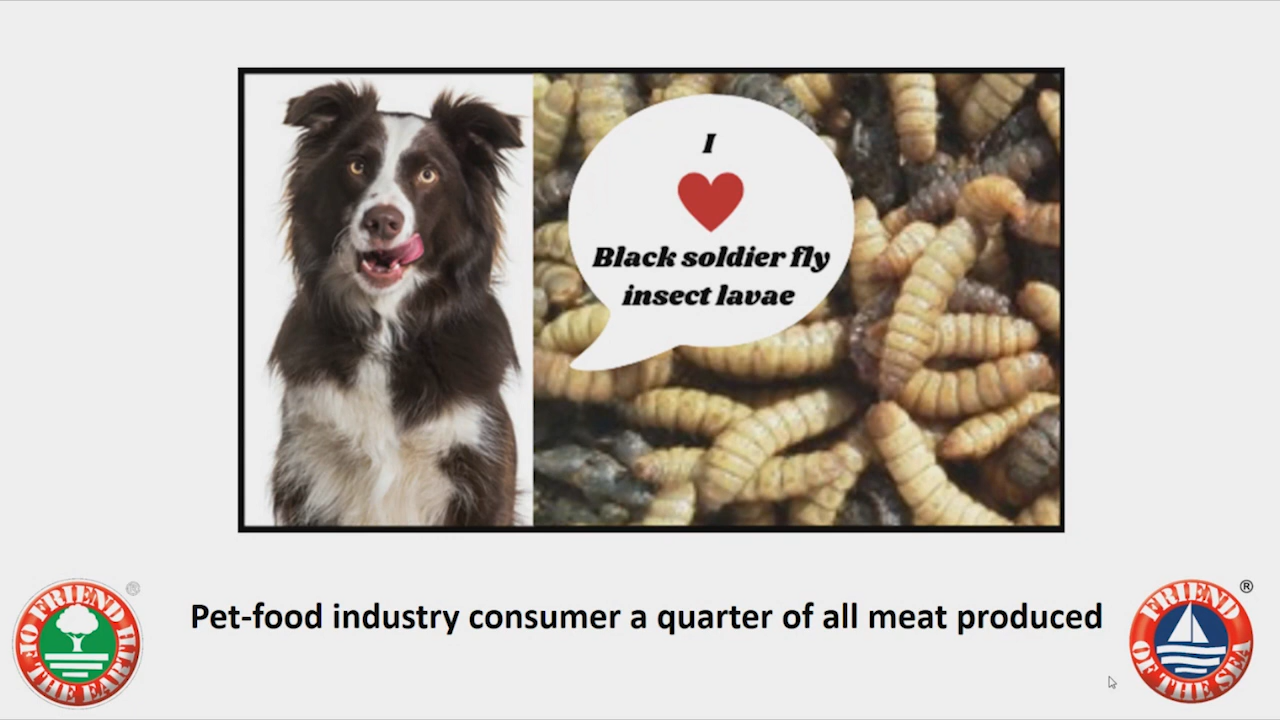 I
Black soldier fly
insect lavae
Pet-food industry consumer a quarter of all meat produced
FRIEND
OF THE EARTH
®
FRIEND
OF THE SEA
®